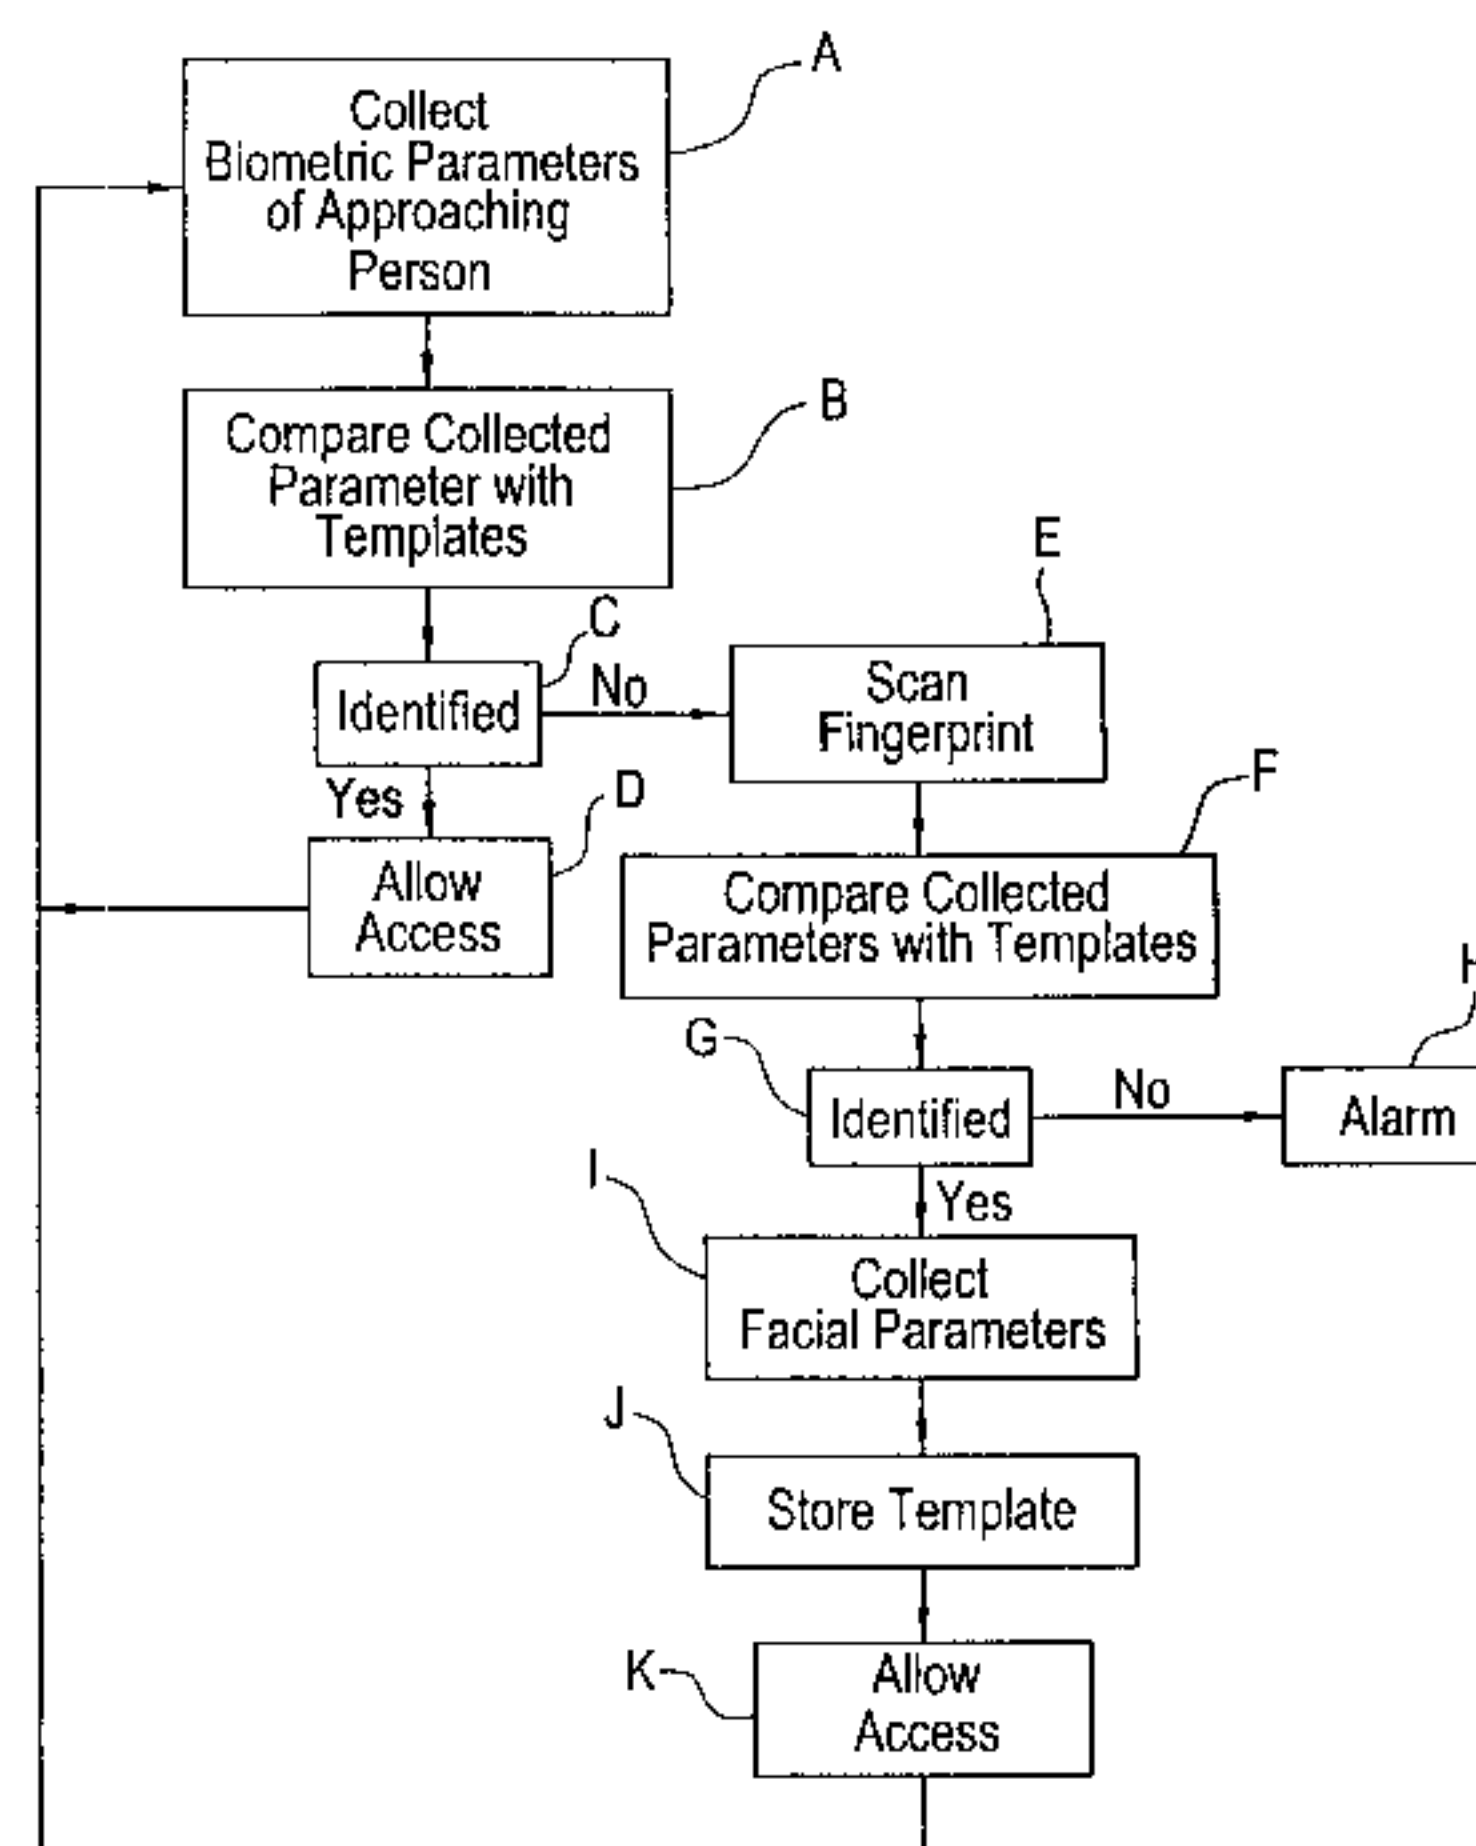 A
Collect
Biometric Parameters
of Approaching
Person
B
Compare Collected
Parameter with
Templates
C
Identified
No
E
Scan
Fingerprint
Yes
D
Allow
Access
F
Compare Collected
Parameters with Templates
G
Identified
No
H
Alarm
Yes
I
Collect
Facial Parameters
J
Store Template
K
Allow
Access